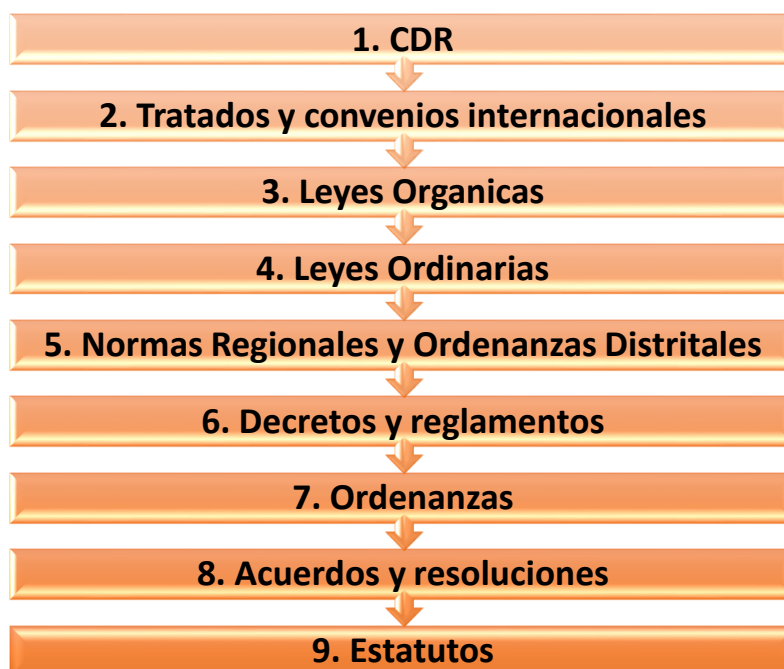 1. CDR
2. Tratados y convenios internacionales
3. Leyes Organicas
4. Leyes Ordinarias
5. Normas Regionales y Ordenanzas Distritales
6. Decretos y reglamentos
7. Ordenanzas
8. Acuerdos y resoluciones
9. Estatutos